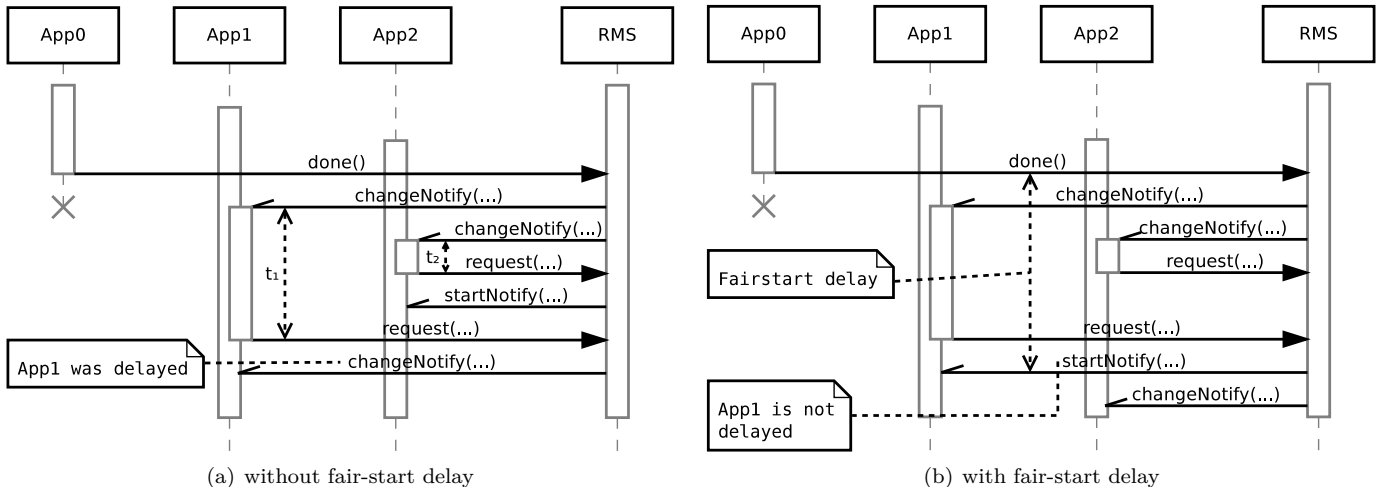 App0
App1
App2
RMS
done()
changeNotify(...)
changeNotify(...)
t₂
request(...)
t₁
startNotify(...)
request(...)
App1 was delayed
changeNotify(...)
(a) without fair-start delay
App0
App1
App2
RMS
done()
changeNotify(...)
changeNotify(...)
request(...)
Fairstart delay
request(...)
startNotify(...)
changeNotify(...)
App1 is not
delayed
(b) with fair-start delay